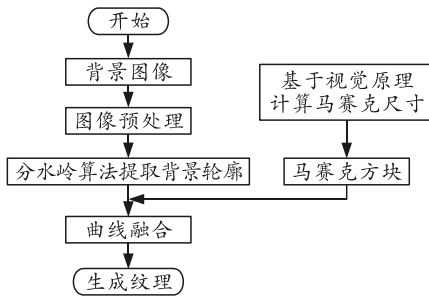 开始
背景图像
图像预处理
分水岭算法提取背景轮廓
基于视觉原理
计算马赛克尺寸
马赛克方块
曲线融合
生成纹理